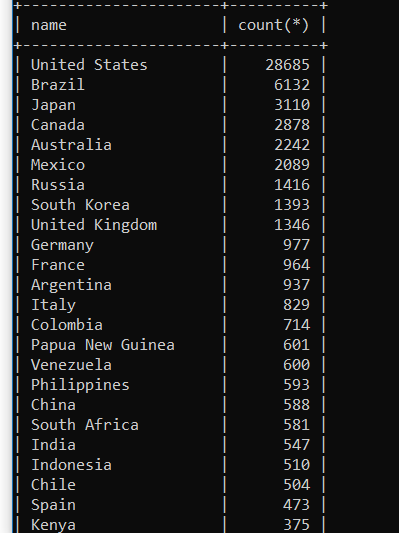 +----------------------+----------+
| name                 | count(*) |
+----------------------+----------+
| United States        |    28685 |
| Brazil               |     6132 |
| Japan                |     3110 |
| Canada               |     2878 |
| Australia            |     2242 |
| Mexico               |     2089 |
| Russia               |     1416 |
| South Korea          |     1393 |
| United Kingdom       |     1346 |
| Germany              |      977 |
| France               |      964 |
| Argentina            |      937 |
| Italy                |      829 |
| Colombia             |      714 |
| Papua New Guinea     |      601 |
| Venezuela            |      600 |
| Philippines          |      593 |
| China                |      588 |
| South Africa         |      581 |
| India                |      547 |
| Indonesia            |      510 |
| Chile                |      504 |
| Spain                |      473 |
| Kenya                |      375 |